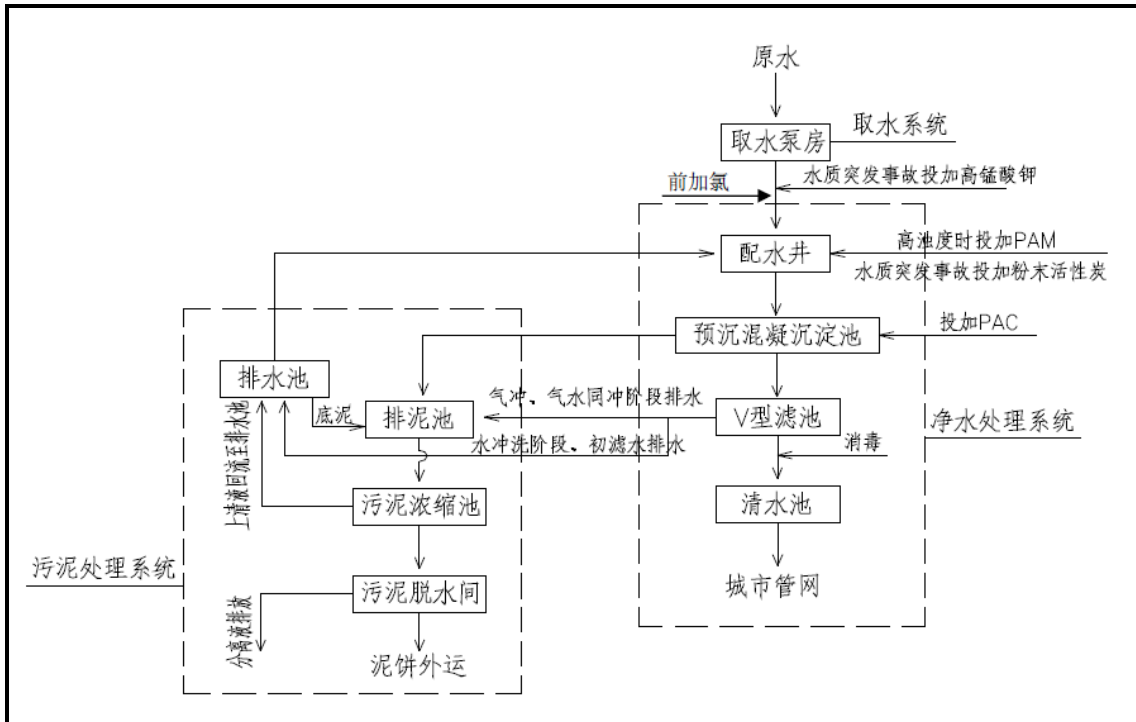 原水
取水泵房
取水系统
水质突发事故投加高锰酸钾
前加氯
配水井
高浊度时投加PAM
水质突发事故投加粉末活性炭
预沉混凝沉淀池
投加PAC
排水池
底泥
排泥池
气冲、气水同冲阶段排水
V型滤池
水冲洗阶段、初滤水排水
消毒
净水处理系统
上清液回流至排水池
污泥浓缩池
清水池
污泥处理系统
污泥脱水间
城市管网
分离液排放
泥饼外运